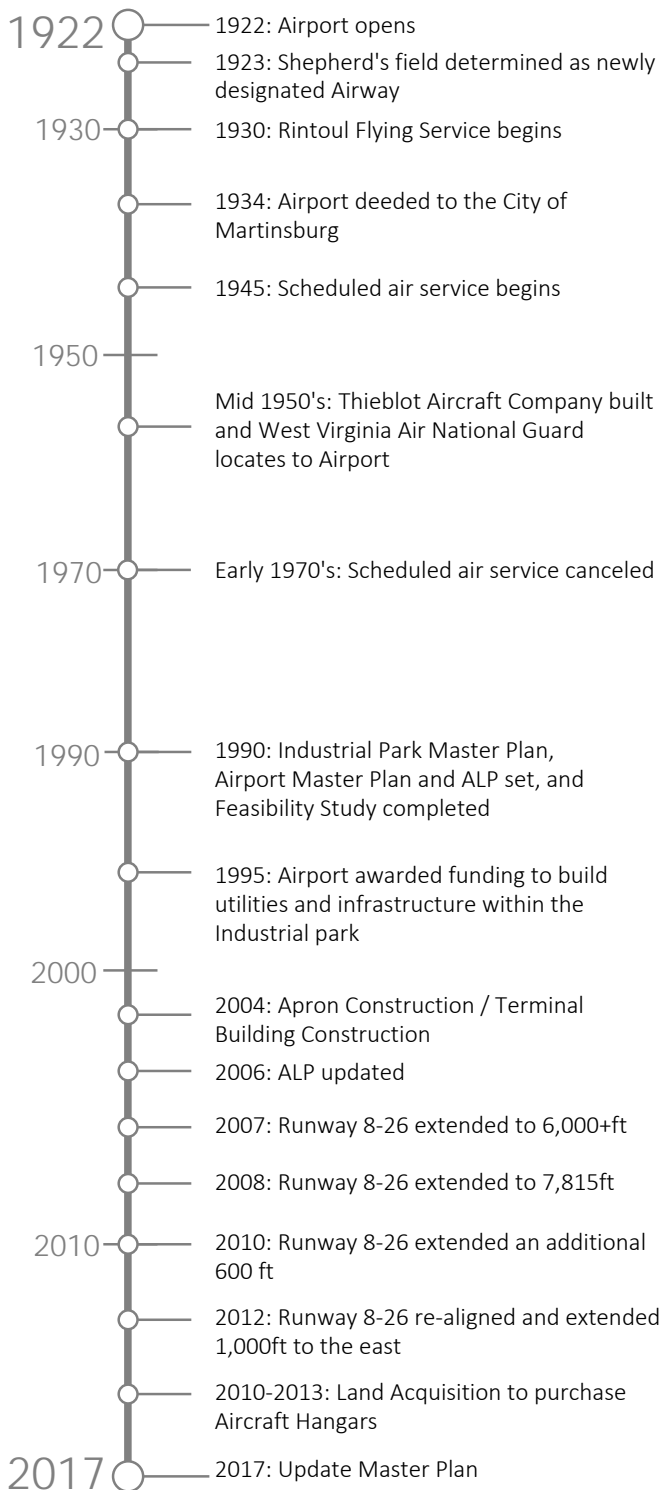 1922
1922: Airport opens
1923: Shepherd's field determined as newly
designated Airway
1930
1930: Rintoul Flying Service begins
1934: Airport deeded to the City of
Martinsburg
1945: Scheduled air service begins
1950
Mid 1950's: Thieblot Aircraft Company built
and West Virginia Air National Guard
locates to Airport
1970
Early 1970's: Scheduled air service canceled
1990
1990: Industrial Park Master Plan,
Airport Master Plan and ALP set, and
Feasibility Study completed
1995: Airport awarded funding to build
utilities and infrastructure within the
Industrial park
2000
2004: Apron Construction / Terminal
Building Construction
2006: ALP updated
2007: Runway 8-26 extended to 6,000+ft
2008: Runway 8-26 extended to 7,815ft
2010
2010: Runway 8-26 extended an additional
600 ft
2012: Runway 8-26 re-aligned and extended
1,000ft to the east
2010-2013: Land Acquisition to purchase
Aircraft Hangars
2017
2017: Update Master Plan